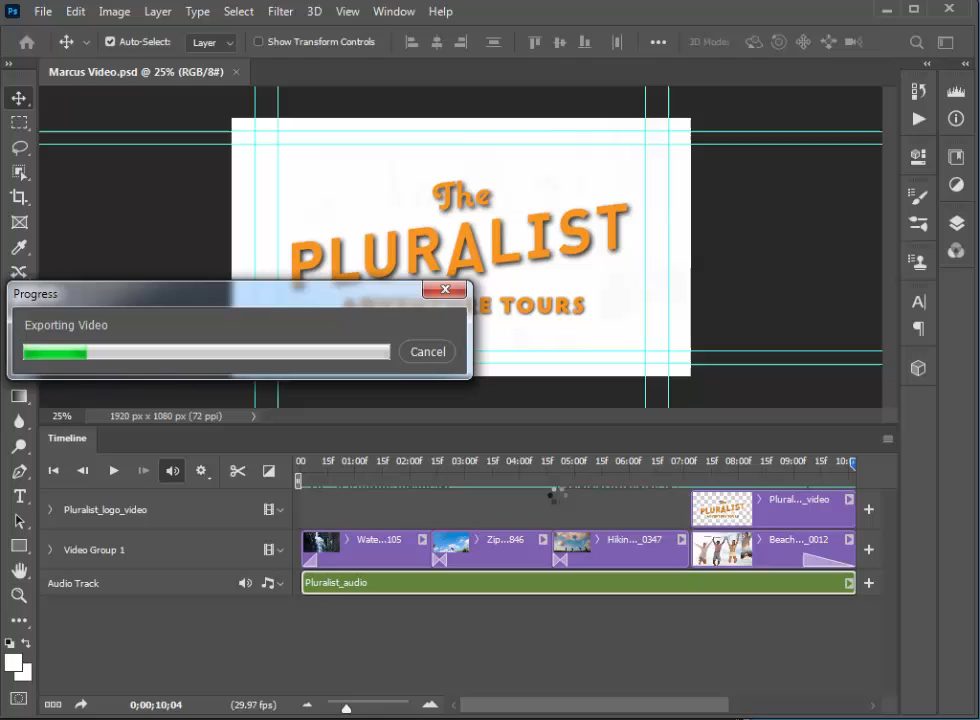 Ps File Edit Image Layer Type Select Filter 3D View Window Help
Auto-Select: Layer Show Transform Controls 3D Mode:
Marcus Video.psd @ 25% (RGB/8#) ×
The
PLURALIST
TOURS
Progress
Exporting Video
Cancel
25% 1920 px x 1080 px (72 ppi)
Timeline
00 15f 01:00f 15f 02:00f 15f 03:00f 15f 04:00f 15f 05:00f 15f 06:00f 15f 07:00f 15f 08:00f 15f 09:00f 15f 10:0
Pluralist_logo_video
Plural..._video
PLURALIST
Video Group 1
Wate...105
Zip...846
Hikin..._0347
Beach..._0012
Audio Track
Pluralist_audio
0;00;10;04 (29.97 fps)